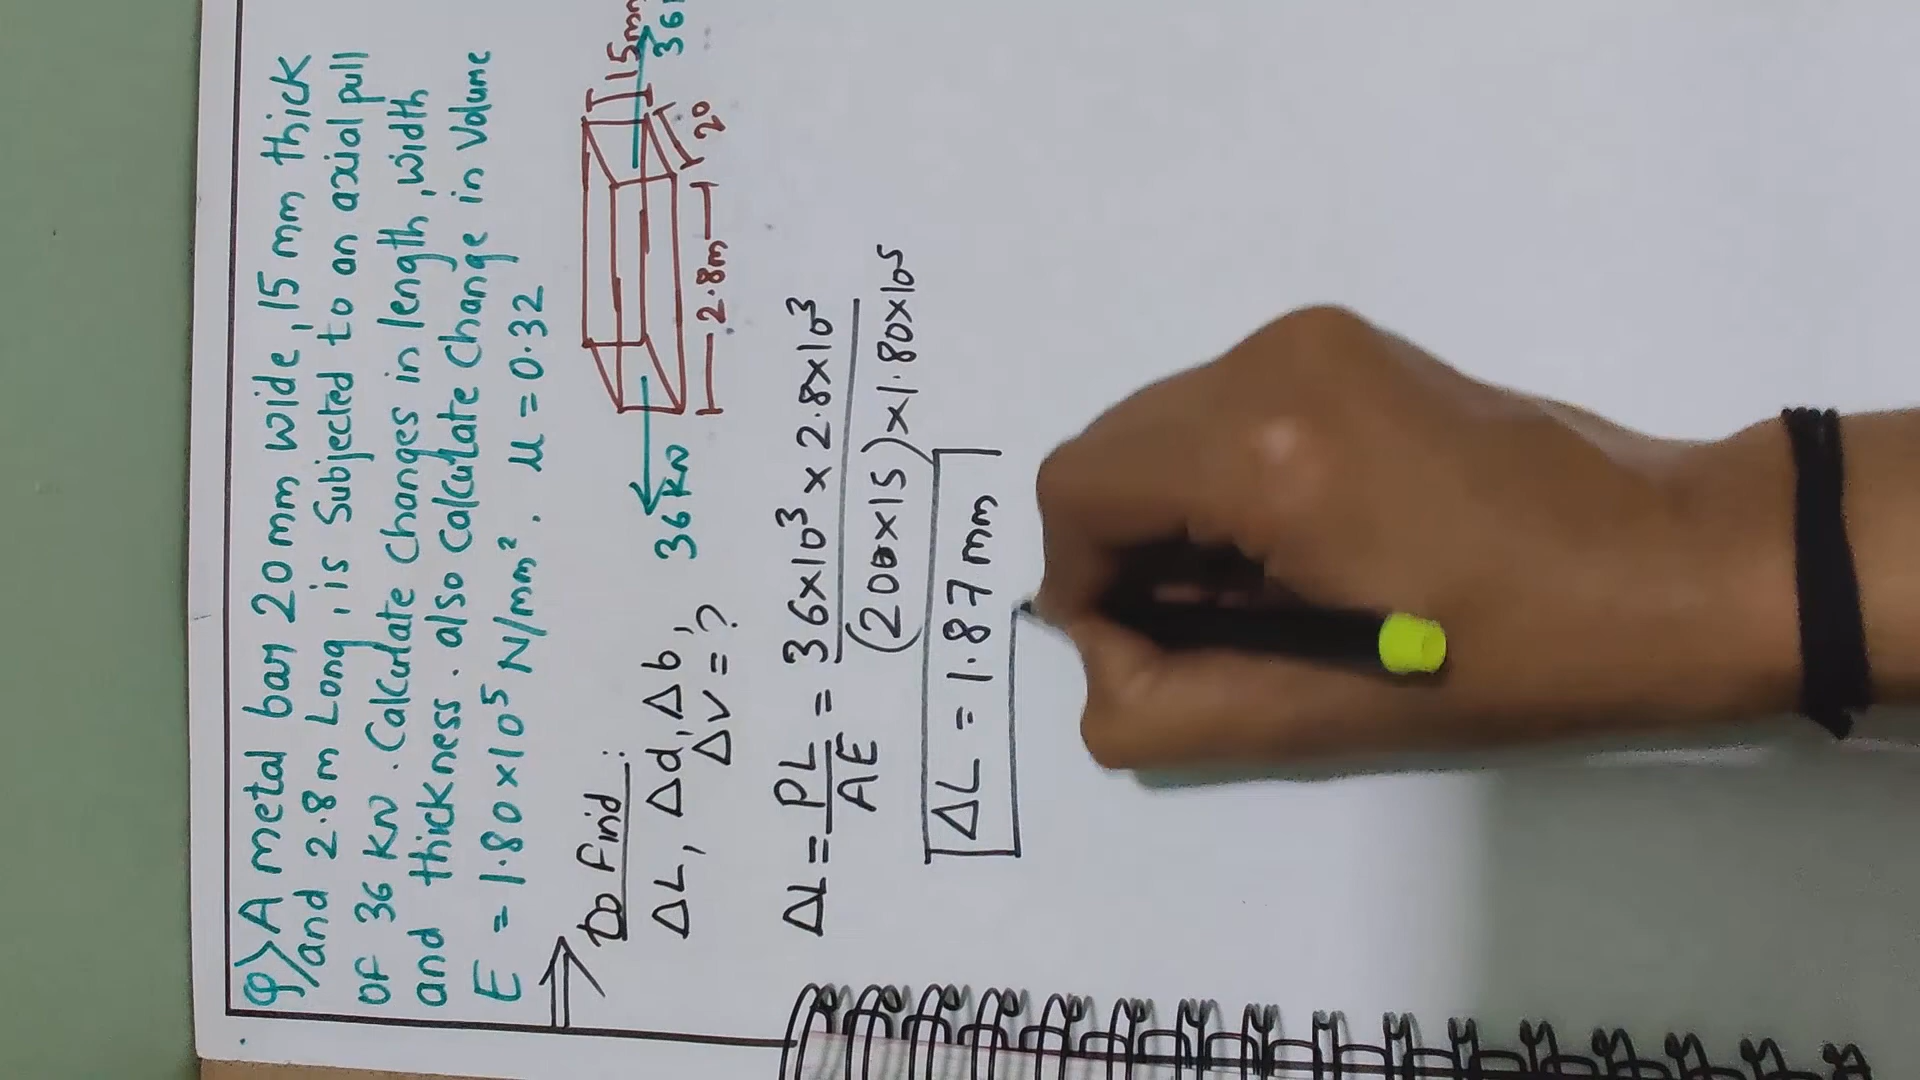 Q> A metal bar 20mm wide, 15 mm thick
and 2.8m Long, is Subjected to an axial pull
OF 36 KN. Calculate changes in length, width
and thickness. also calculate change in volume
E = 1.80×10⁵ N/mm². μ = 0.32
To Find :
ΔL, Δd, Δb,
ΔV = ?
36 KN
2.8m
20
15mm
ΔL = PL/AE = 36×10³ × 2.8×10³
(20×15) × 1.80×10⁵
ΔL = 1.87 mm